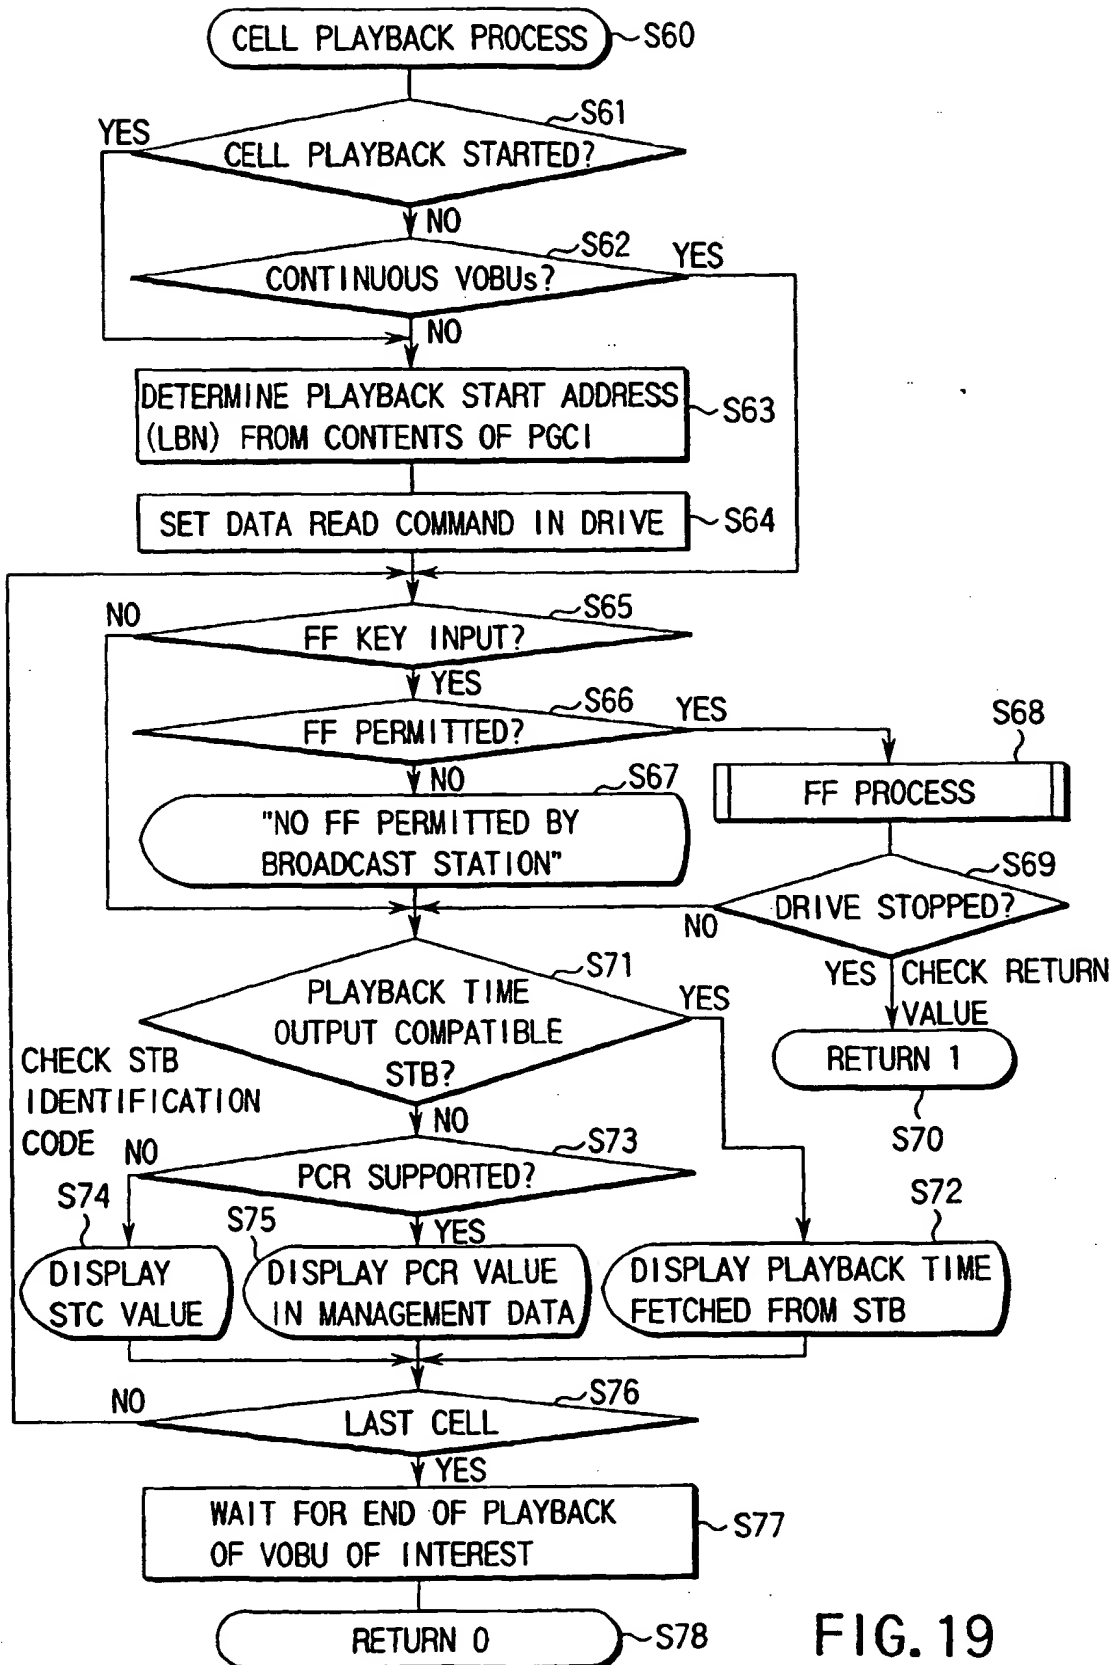 CELL PLAYBACK PROCESS
S60
S61
YES
CELL PLAYBACK STARTED?
NO
S62
YES
CONTINUOUS VOBUs?
NO
DETERMINE PLAYBACK START ADDRESS
(LBN) FROM CONTENTS OF PGCI
S63
SET DATA READ COMMAND IN DRIVE
S64
NO
S65
FF KEY INPUT?
YES
S66
YES
S68
FF PERMITTED?
NO
S67
FF PROCESS
"NO FF PERMITTED BY
BROADCAST STATION"
S69
DRIVE STOPPED?
NO
YES
CHECK RETURN
VALUE
S71
PLAYBACK TIME
OUTPUT COMPATIBLE
STB?
YES
RETURN 1
S70
CHECK STB
IDENTIFICATION
CODE
NO
NO
S73
PCR SUPPORTED?
S74
S75
YES
S72
DISPLAY
STC VALUE
DISPLAY PCR VALUE
IN MANAGEMENT DATA
DISPLAY PLAYBACK TIME
FETCHED FROM STB
NO
S76
LAST CELL
YES
WAIT FOR END OF PLAYBACK
OF VOBU OF INTEREST
S77
RETURN 0
S78
FIG. 19